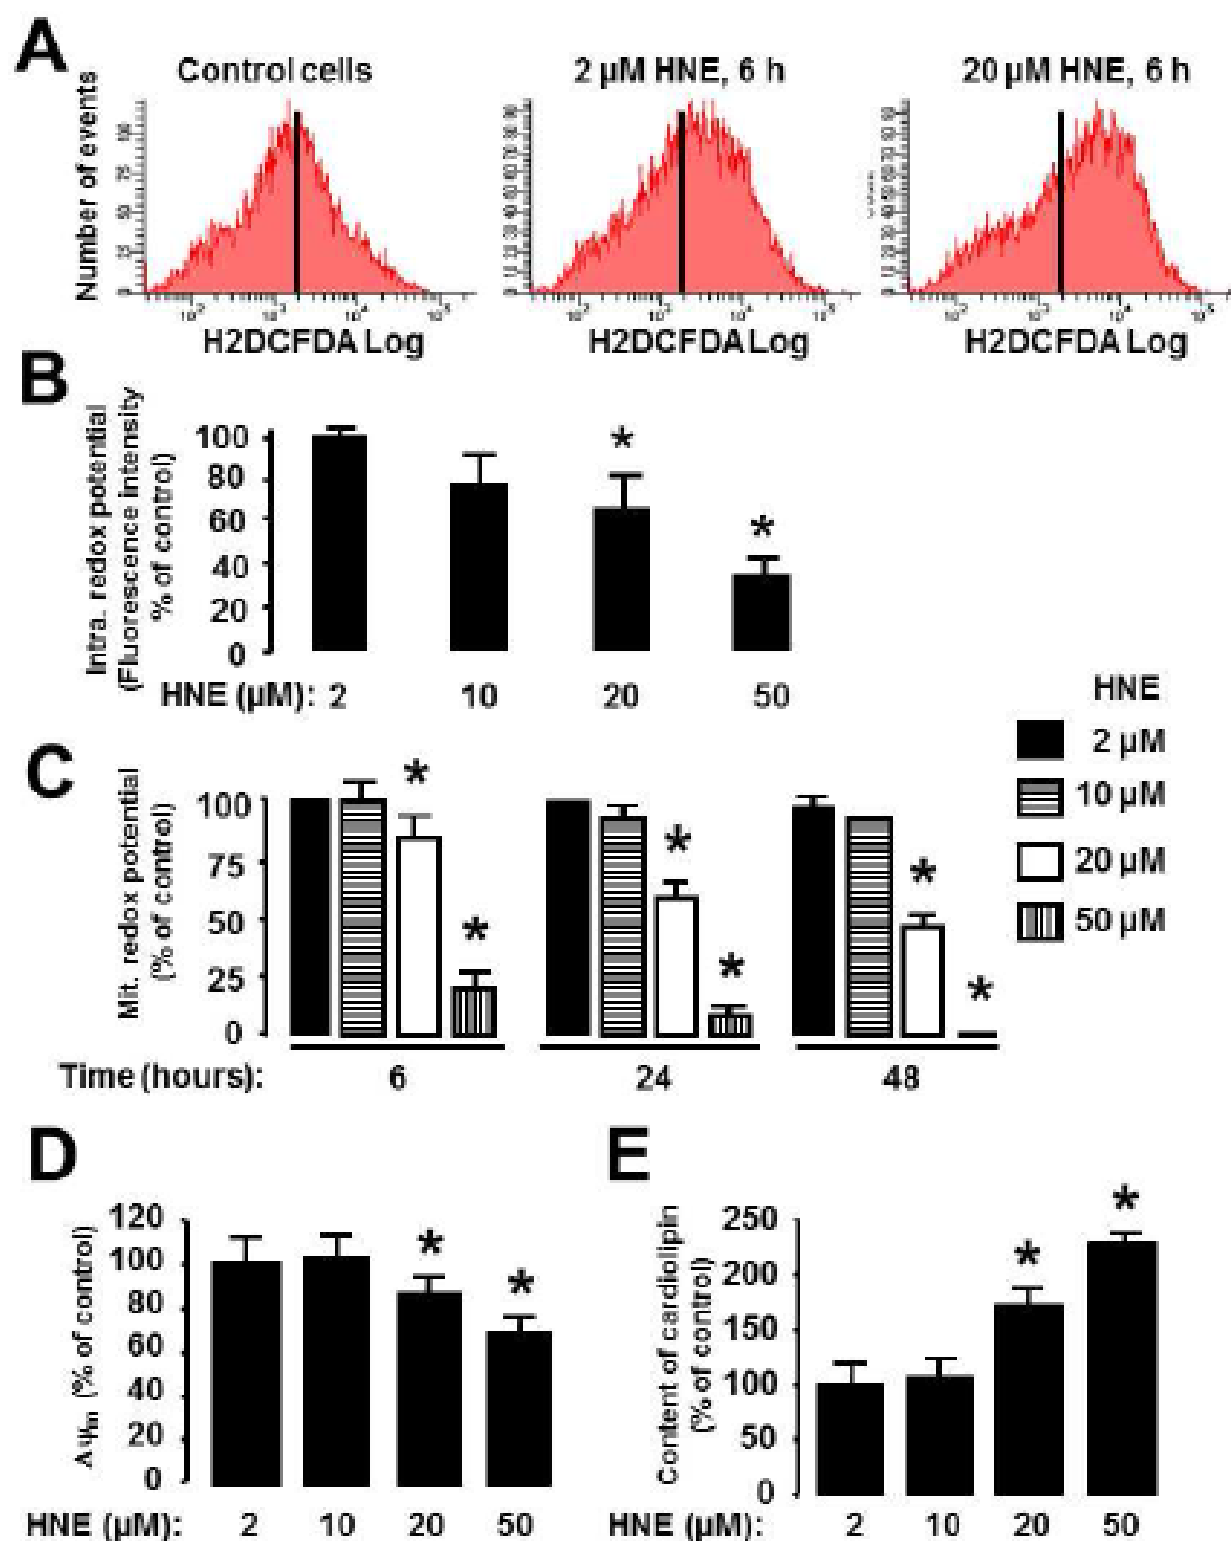 A
Control cells
2 µM HNE, 6 h
20 µM HNE, 6 h
Number of events
H2DCFDA Log
H2DCFDA Log
H2DCFDA Log
B
Intra. redox potential
(Fluorescence intensity
% of control)
100
80
60
40
20
0
*
*
HNE (µM): 2 10 20 50
C
Mit. redox potential
(% of control)
100
75
50
25
0
* * * * * *
Time (hours): 6 24 48
HNE
2 µM
10 µM
20 µM
50 µM
D
ΔΨm (% of control)
120
100
80
60
40
20
0
* *
HNE (µM): 2 10 20 50
E
Content of cardiolipin
(% of control)
250
200
150
100
50
0
* *
HNE (µM): 2 10 20 50